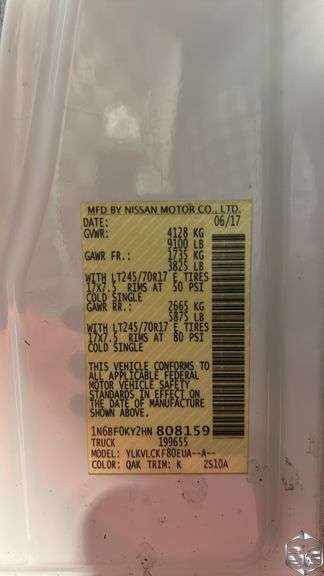 MFD BY NISSAN MOTOR CO., LTD.
DATE: 06/17
GVWR: 4128 KG
9100 LB
GAWR FR.: 1735 KG
3825 LB
WITH LT245/70R17 E TIRES
17X7.5 RIMS AT 50 PSI
COLD SINGLE
GAWR RR.: 2665 KG
5875 LB
WITH LT245/70R17 E TIRES
17X7.5 RIMS AT 80 PSI
COLD SINGLE
THIS VEHICLE CONFORMS TO
ALL APPLICABLE FEDERAL
MOTOR VEHICLE SAFETY
STANDARDS IN EFFECT ON
THE DATE OF MANUFACTURE
SHOWN ABOVE.
1N6BF0KY2HN 808159
TRUCK 199655
MODEL: YLKVLCKF80EUA--A--
COLOR: QAK TRIM: K 2S10A